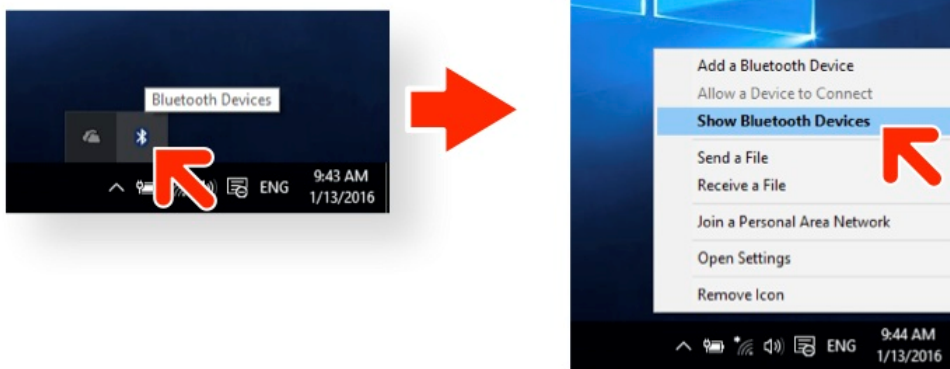 Bluetooth Devices
ENG
9:43 AM
1/13/2016
Add a Bluetooth Device
Allow a Device to Connect
Show Bluetooth Devices
Send a File
Receive a File
Join a Personal Area Network
Open Settings
Remove Icon
ENG
9:44 AM
1/13/2016